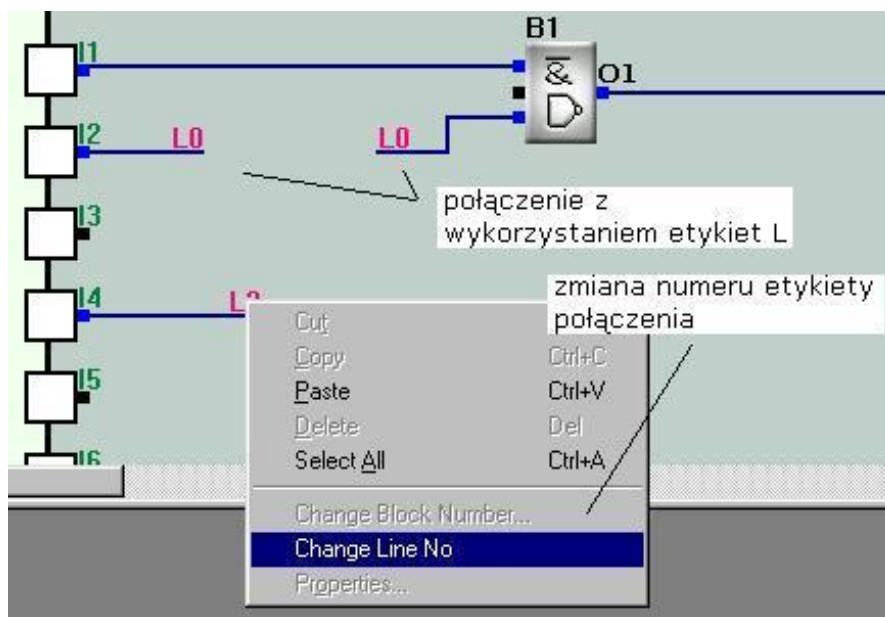 B1
I1
&
O1
I2 L0 L0
połączenie z
wykorzystaniem etykiet L
I3
zmiana numeru etykiety
połączenia
I4
Cut
Copy Ctrl+C
Paste Ctrl+V
Delete Del
Select All Ctrl+A
I5
I6
Change Block Number...
Change Line No
Properties...